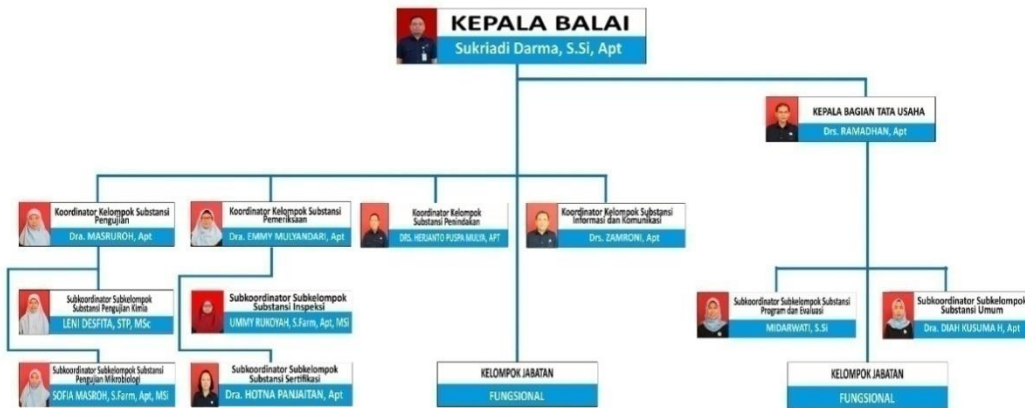 KEPALA BALAI
Sukriadi Darma, S.Si, Apt
KEPALA BAGIAN TATA USAHA
Drs. RAMADHAN, Apt
Koordinator Kelompok Substansi
Pengujian
Dra. MASRUROH, Apt
Koordinator Kelompok Substansi
Pemeriksaan
Dra. EMMY MULYANDARI, Apt
Koordinator Kelompok
Substansi Penindakan
DRS. HERJANTO PUSPA MULYA, APT
Koordinator Kelompok Substansi
Informasi dan Komunikasi
Drs. ZAMRONI, Apt
Subkoordinator Subkelompok
Substansi Pengujian Kimia
LENI DESFITA, STP, MSc
Subkoordinator Subkelompok
Substansi Inspeksi
UMMY RUKOYAH, S.Farm, Apt, MSi
Subkoordinator Subkelompok Substansi
Program dan Evaluasi
MIDARWATI, S.Si
Subkoordinator Subkelompok
Substansi Umum
Dra. DIAH KUSUMA H, Apt
Subkoordinator Subkelompok Substansi
Pengujian Mikrobiologi
SOFIA MASROH, S.Farm, Apt, MSi
Subkoordinator Subkelompok
Substansi Sertifikasi
Dra. HOTNA PANJAITAN, Apt
KELOMPOK JABATAN
FUNGSIONAL
KELOMPOK JABATAN
FUNGSIONAL